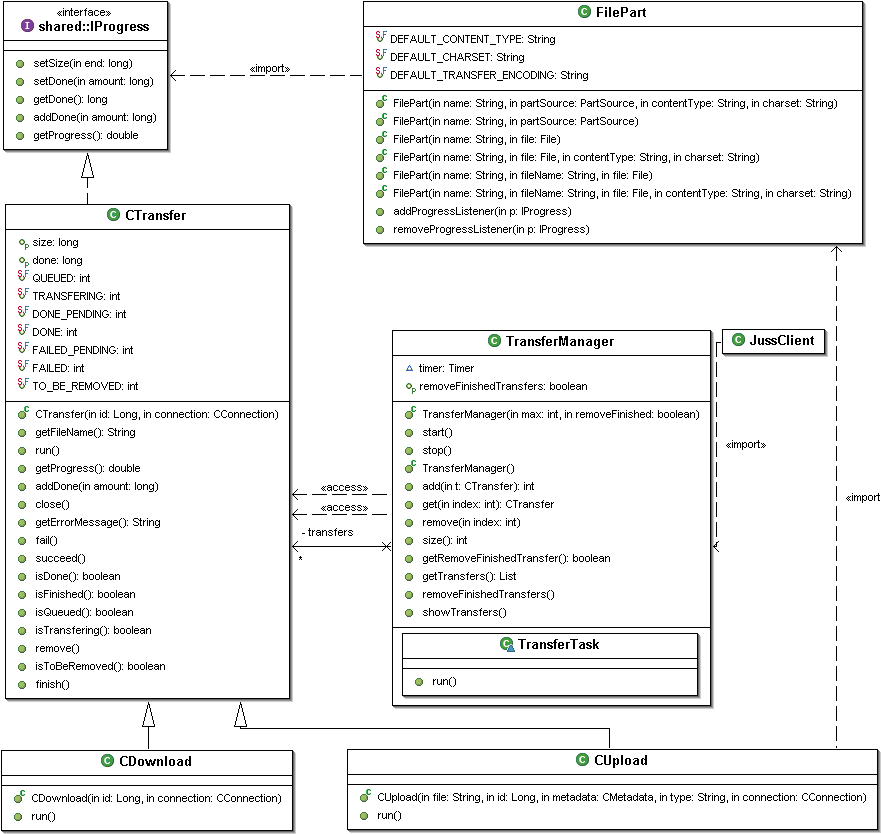 «interface»
shared::IProgress
setSize(in end: long)
setDone(in amount: long)
getDone(): long
addDone(in amount: long)
getProgress(): double
«import»
FilePart
DEFAULT_CONTENT_TYPE: String
DEFAULT_CHARSET: String
DEFAULT_TRANSFER_ENCODING: String
FilePart(in name: String, in partSource: PartSource, in contentType: String, in charset: String)
FilePart(in name: String, in partSource: PartSource)
FilePart(in name: String, in file: File)
FilePart(in name: String, in file: File, in contentType: String, in charset: String)
FilePart(in name: String, in fileName: String, in file: File)
FilePart(in name: String, in fileName: String, in file: File, in contentType: String, in charset: String)
addProgressListener(in p: IProgress)
removeProgressListener(in p: IProgress)
CTransfer
size: long
done: long
QUEUED: int
TRANSFERING: int
DONE_PENDING: int
DONE: int
FAILED_PENDING: int
FAILED: int
TO_BE_REMOVED: int
CTransfer(in id: Long, in connection: CConnection)
getFileName(): String
run()
getProgress(): double
addDone(in amount: long)
close()
getErrorMessage(): String
fail()
succeed()
isDone(): boolean
isFinished(): boolean
isQueued(): boolean
isTransfering(): boolean
remove()
isToBeRemoved(): boolean
finish()
«access»
«access»
- transfers
*
TransferManager
timer: Timer
removeFinishedTransfers: boolean
TransferManager(in max: int, in removeFinished: boolean)
start()
stop()
TransferManager()
add(in t: CTransfer): int
get(in index: int): CTransfer
remove(in index: int)
size(): int
getRemoveFinishedTransfer(): boolean
getTransfers(): List
removeFinishedTransfers()
showTransfers()
TransferTask
run()
JussClient
«import»
«import
CDownload
CDownload(in id: Long, in connection: CConnection)
run()
CUpload
CUpload(in file: String, in id: Long, in metadata: CMetadata, in type: String, in connection: CConnection)
run()